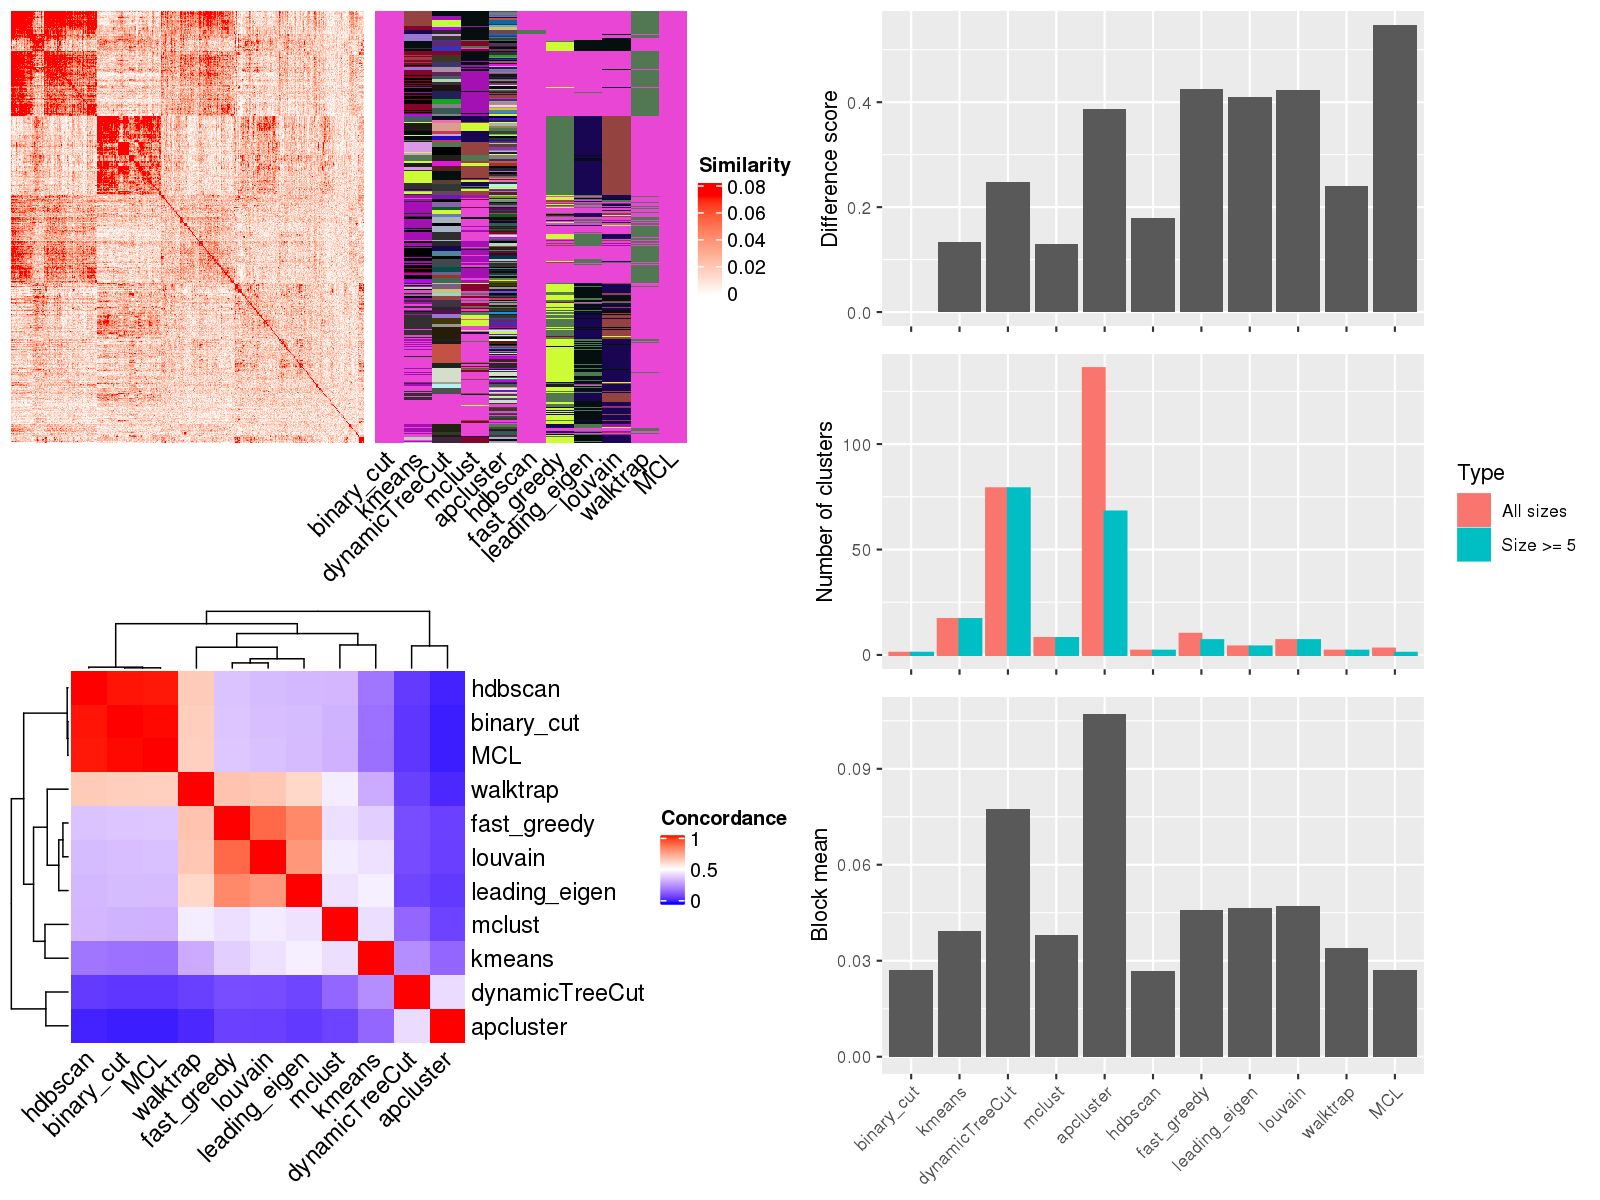 Similarity
0.08
0.06
0.04
0.02
0
binary_cut
kmeans
dynamicTreeCut
mclust
apcluster
hdbscan
fast_greedy
leading_eigen
louvain
walktrap
MCL
hdbscan
binary_cut
MCL
walktrap
fast_greedy
louvain
leading_eigen
mclust
kmeans
dynamicTreeCut
apcluster
Concordance
1
0.5
0
hdbscan
binary_cut
MCL
walktrap
fast_greedy
louvain
leading_eigen
mclust
kmeans
dynamicTreeCut
apcluster
Difference score
0.4
0.2
0.0
Number of clusters
100
50
0
Type
All sizes
Size >= 5
Block mean
0.09
0.06
0.03
0.00
binary_cut
kmeans
dynamicTreeCut
mclust
apcluster
hdbscan
fast_greedy
leading_eigen
louvain
walktrap
MCL